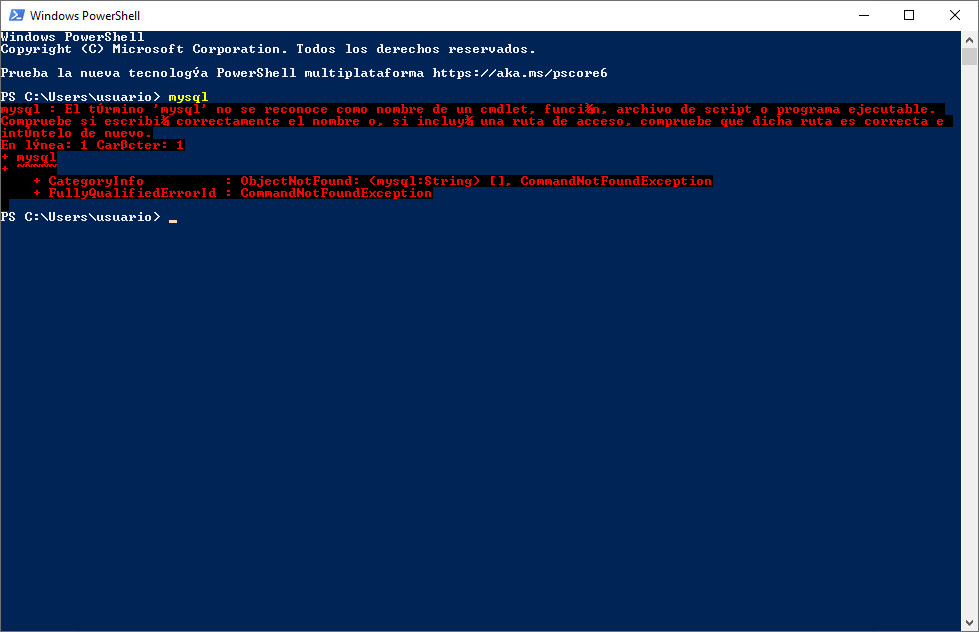 Windows PowerShell
Windows PowerShell
Copyright (C) Microsoft Corporation. Todos los derechos reservados.
Prueba la nueva tecnologýa PowerShell multiplataforma https://aka.ms/pscore6
PS C:\Users\usuario> mysql
mysql : El tÚrmino 'mysql' no se reconoce como nombre de un cmdlet, funci¾n, archivo de script o programa ejecutable.
Compruebe si escribi¾ correctamente el nombre o, si incluy¾ una ruta de acceso, compruebe que dicha ruta es correcta e
intÚntelo de nuevo.
En lýnea: 1 Carßcter: 1
+ mysql
+ ~~~~~
+ CategoryInfo : ObjectNotFound: (mysql:String) [], CommandNotFoundException
+ FullyQualifiedErrorId : CommandNotFoundException
PS C:\Users\usuario> _